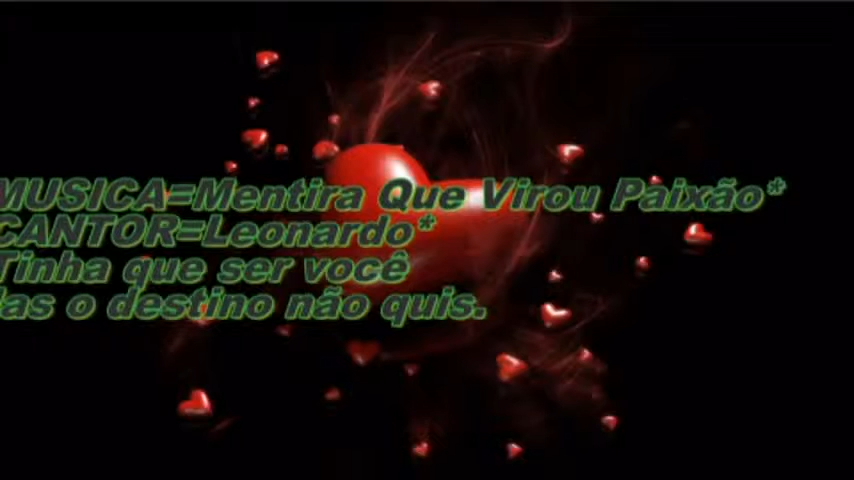 MUSICA=Mentira Que Virou Paixão*
CANTOR=Leonardo*
Tinha que ser você
as o destino não quis.